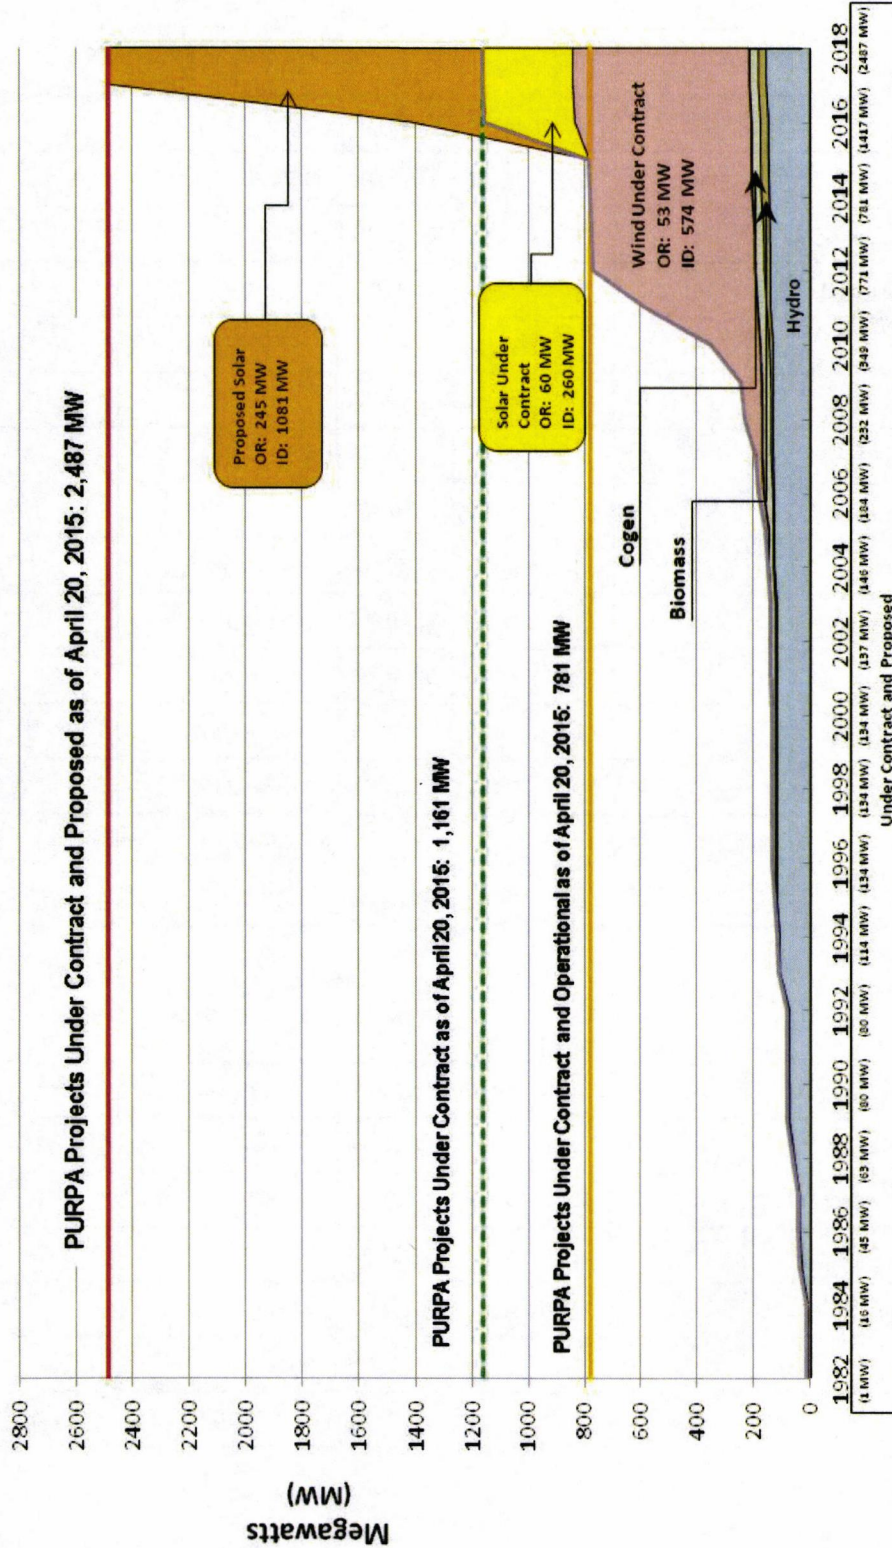 Megawatts
(MW)
2800
2600
2400
2200
2000
1800
1600
1400
1200
1000
800
600
400
200
0
PURPA Projects Under Contract and Proposed as of April 20, 2015: 2,487 MW
Proposed Solar
OR: 245 MW
ID: 1081 MW
PURPA Projects Under Contract as of April 20, 2015: 1,161 MW
Solar Under
Contract
OR: 60 MW
ID: 260 MW
PURPA Projects Under Contract and Operational as of April 20, 2015: 781 MW
Wind Under Contract
OR: 53 MW
ID: 574 MW
Cogen
Biomass
Hydro
1982 1984 1986 1988 1990 1992 1994 1996 1998 2000 2002 2004 2006 2008 2010 2012 2014 2016 2018
(1 MW) (16 MW) (45 MW) (63 MW) (80 MW) (80 MW) (114 MW) (134 MW) (134 MW) (134 MW) (137 MW) (146 MW) (184 MW) (232 MW) (349 MW) (771 MW) (781 MW) (1417 MW) (2487 MW)
Under Contract and Proposed